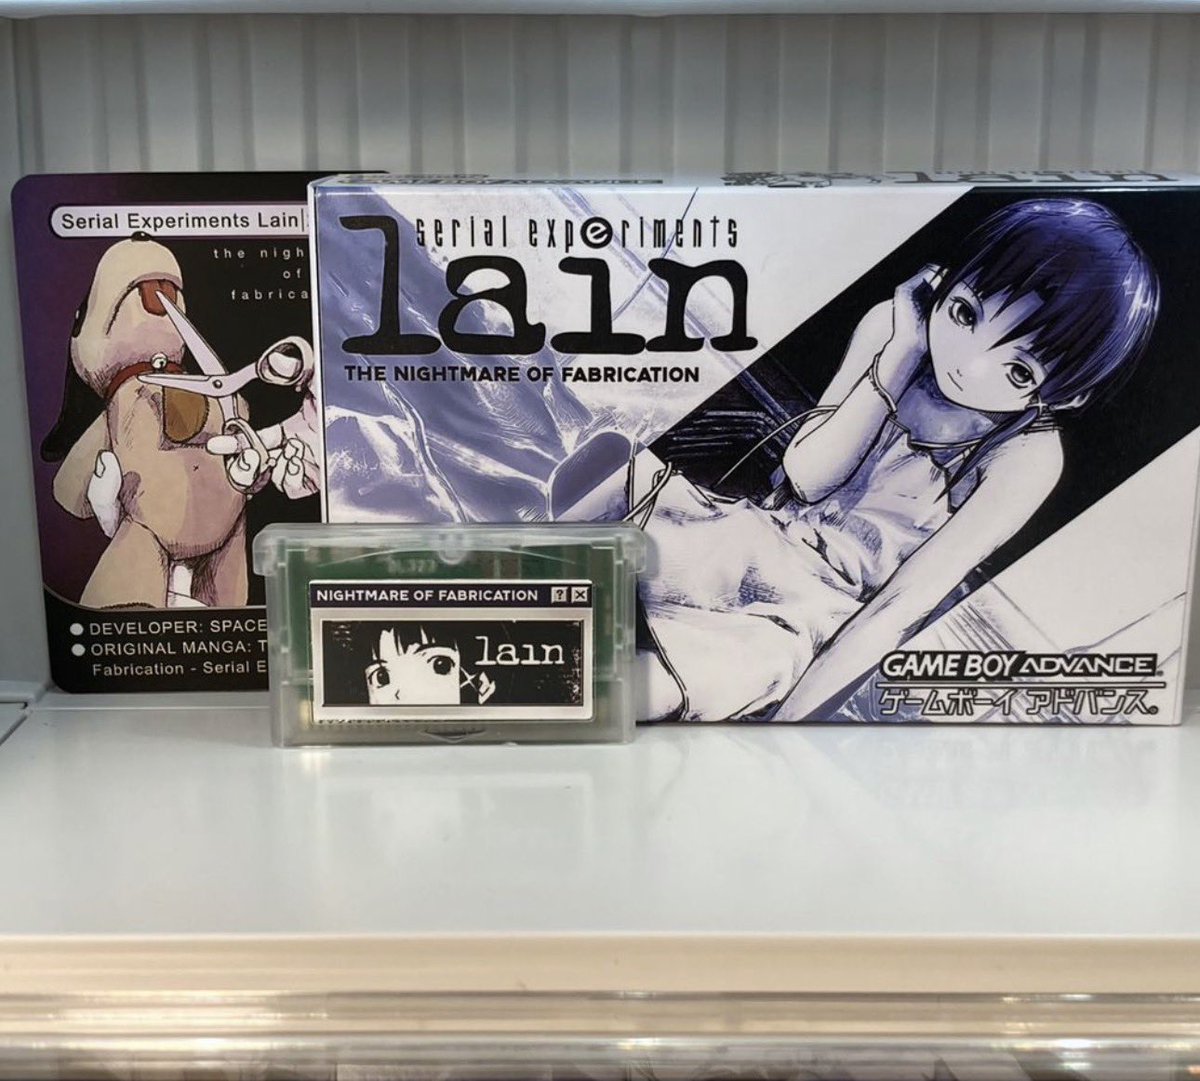 Serial Experiments Lain
the nigh
of
fabrica
DEVELOPER: SPACE
ORIGINAL MANGA: T
Fabrication - Serial E
serial experiments
lain
THE NIGHTMARE OF FABRICATION
GAME BOY ADVANCE
ゲームボーイ アドバンス
NIGHTMARE OF FABRICATION ? X
lain